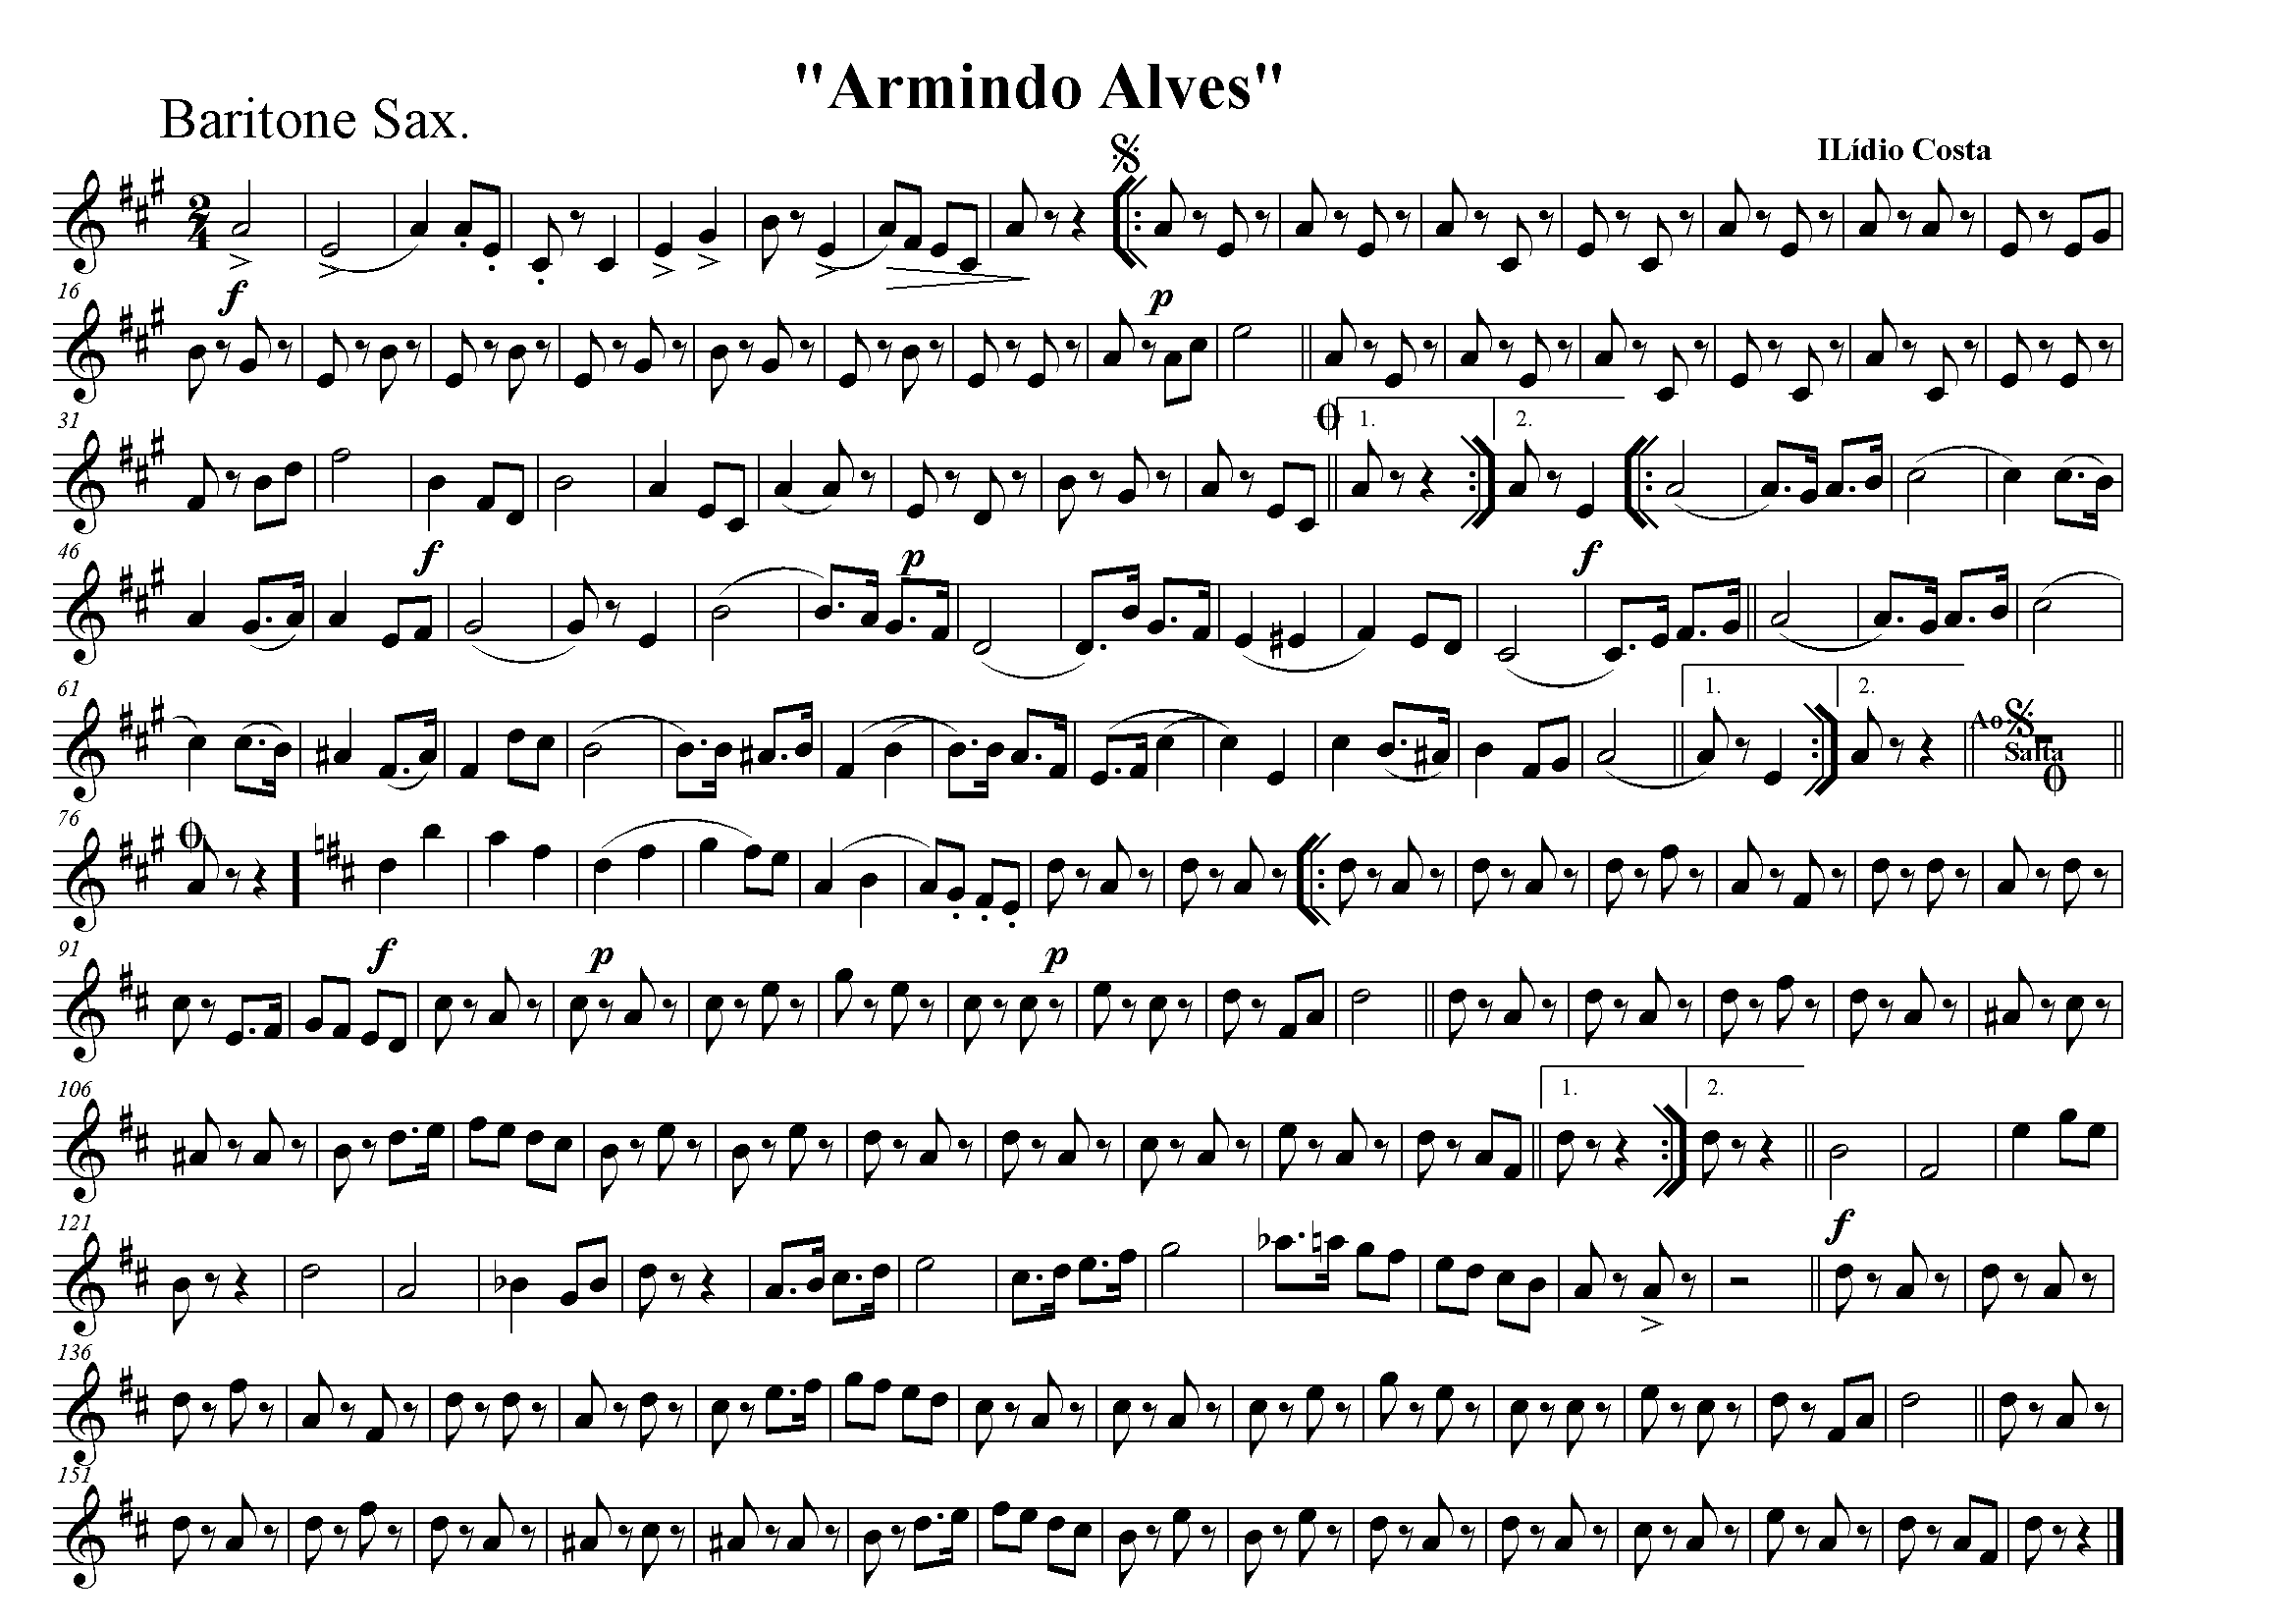 "Armindo Alves"
Baritone Sax.
ILídio Costa
2
4
f
p
16
31
1.
2.
f
p
f
46
61
1.
2.
Ao
Salta
76
f
p
p
91
106
1.
2.
121
f
136
151